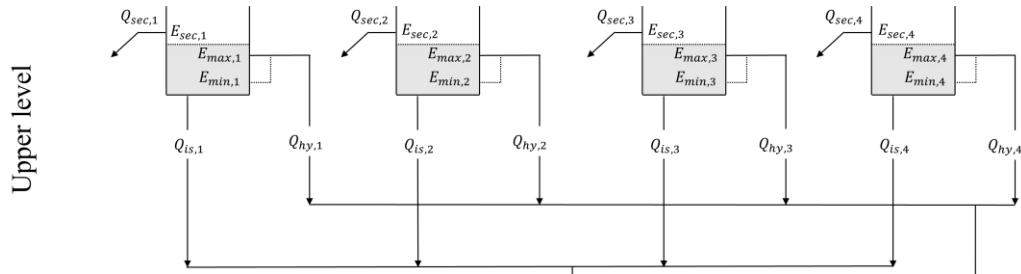 Upper level
Q_{sec,1} Q_{sec,2} Q_{sec,3} Q_{sec,4}
E_{sec,1} E_{sec,2} E_{sec,3} E_{sec,4}
E_{max,1} E_{max,2} E_{max,3} E_{max,4}
E_{min,1} E_{min,2} E_{min,3} E_{min,4}
Q_{is,1} Q_{hy,1} Q_{is,2} Q_{hy,2} Q_{is,3} Q_{hy,3} Q_{is,4} Q_{hy,4}